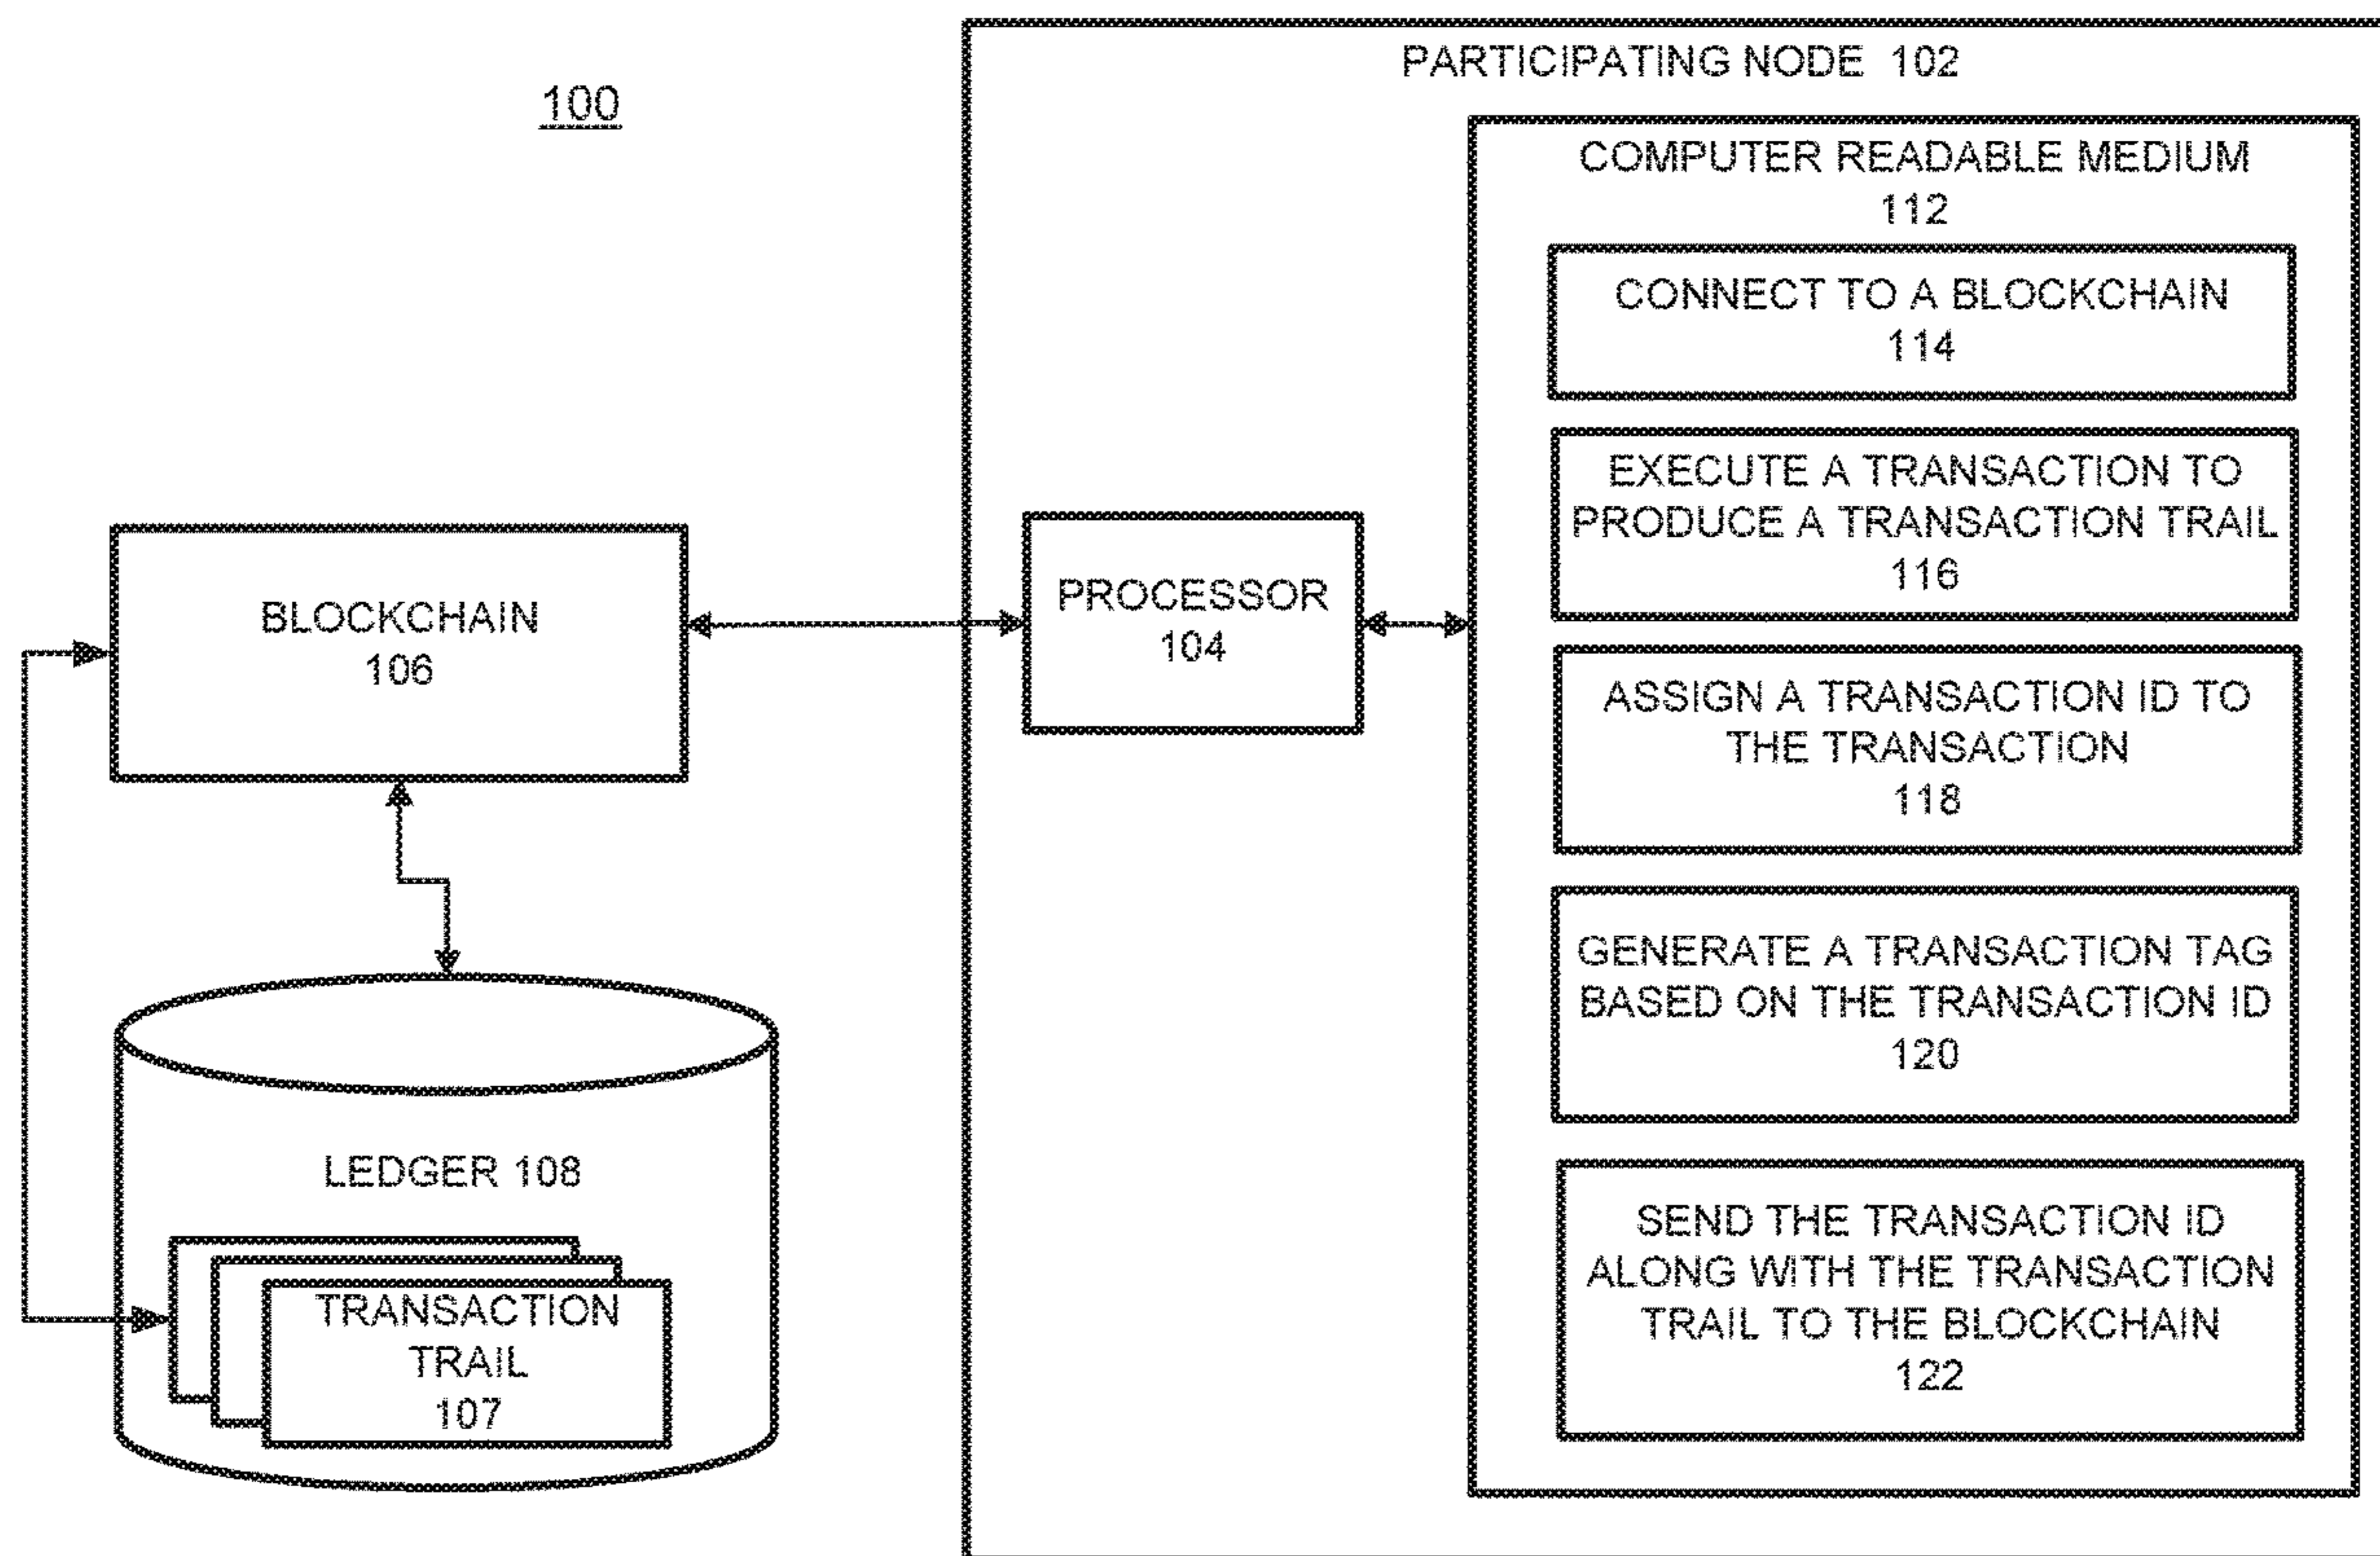 100
PARTICIPATING NODE 102
COMPUTER READABLE MEDIUM
112
CONNECT TO A BLOCKCHAIN
114
EXECUTE A TRANSACTION TO
PRODUCE A TRANSACTION TRAIL
116
ASSIGN A TRANSACTION ID TO
THE TRANSACTION
118
GENERATE A TRANSACTION TAG
BASED ON THE TRANSACTION ID
120
SEND THE TRANSACTION ID
ALONG WITH THE TRANSACTION
TRAIL TO THE BLOCKCHAIN
122
PROCESSOR
104
BLOCKCHAIN
106
LEDGER 108
TRANSACTION
TRAIL
107